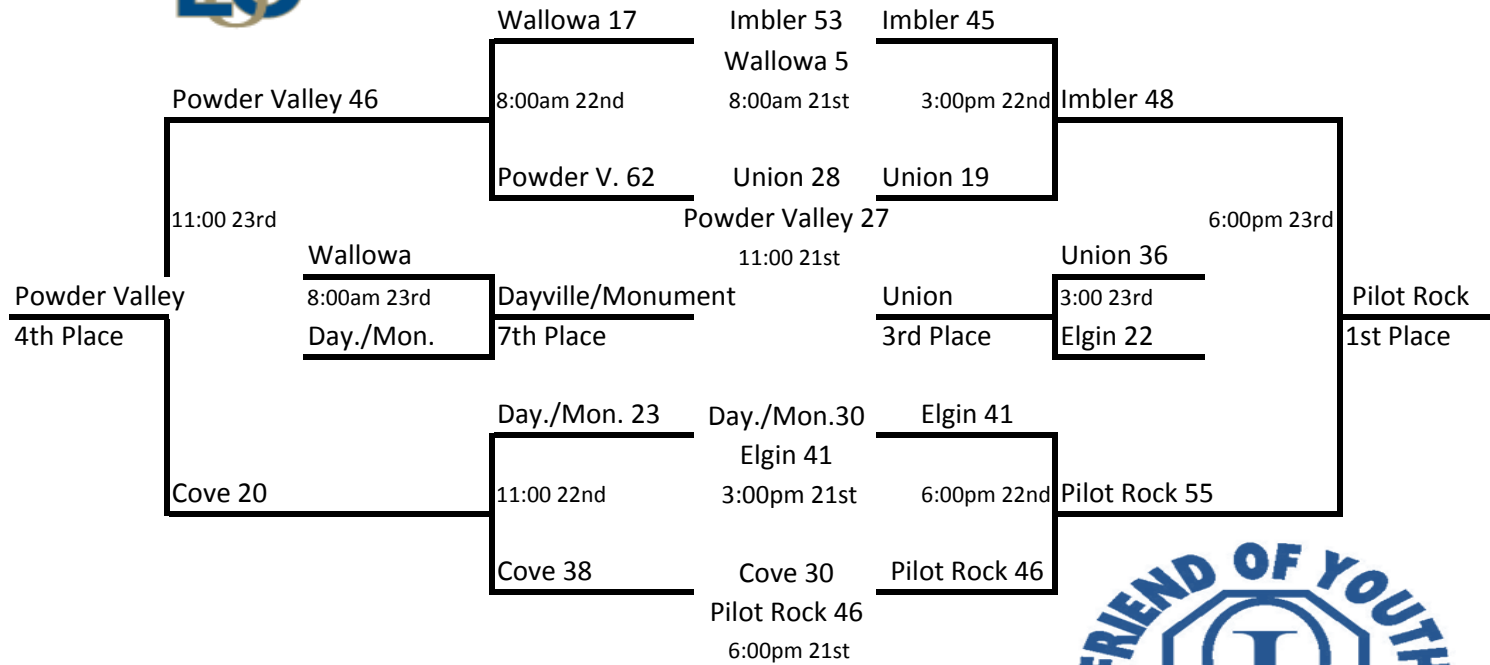 Wallowa 17 Imbler 53 Imbler 45
Wallowa 5
Powder Valley 46 8:00am 22nd 8:00am 21st 3:00pm 22nd Imbler 48
Powder V. 62 Union 28 Union 19
11:00 23rd Powder Valley 27 6:00pm 23rd
Wallowa 11:00 21st Union 36
Powder Valley 8:00am 23rd Dayville/Monument Union 3:00 23rd Pilot Rock
4th Place Day./Mon. 7th Place 3rd Place Elgin 22 1st Place
Day./Mon. 23 Day./Mon.30 Elgin 41
Elgin 41
Cove 20 11:00 22nd 3:00pm 21st 6:00pm 22nd Pilot Rock 55
Cove 38 Cove 30 Pilot Rock 46
Pilot Rock 46
6:00pm 21st
FRIEND OF YOUTH